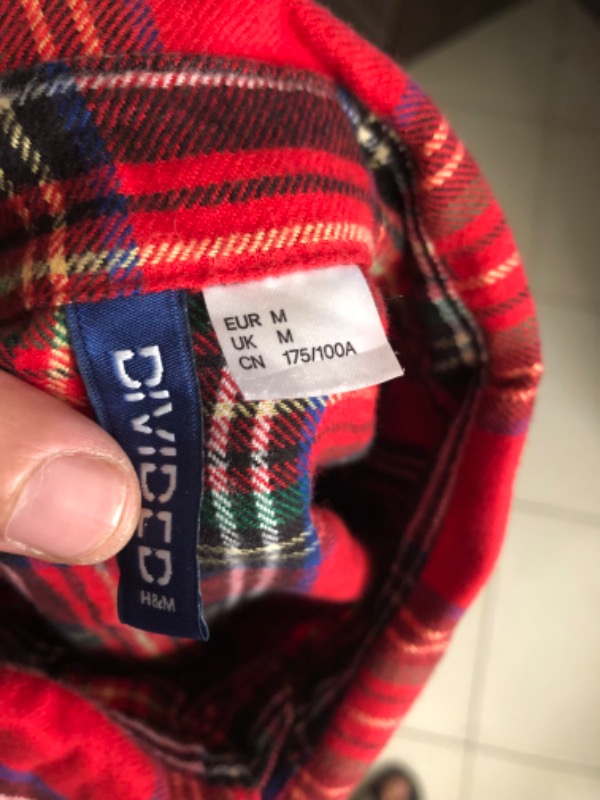 EUR M
UK M
CN 175/100A
DIVIDED
H&M